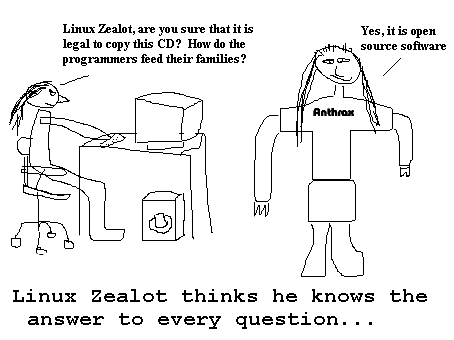 Linux Zealot, are you sure that it is
legal to copy this CD?  How do the
programmers feed their families?
Yes, it is open
source software
Anthrax
Linux Zealot thinks he knows the
answer to every question...